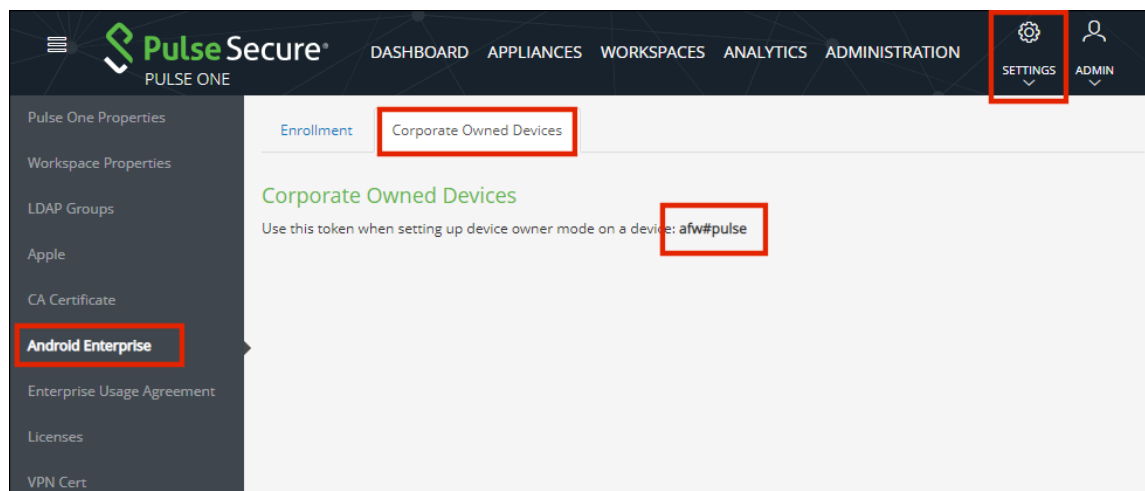 Pulse Secure®
PULSE ONE
DASHBOARD APPLIANCES WORKSPACES ANALYTICS ADMINISTRATION
SETTINGS
ADMIN
Pulse One Properties
Workspace Properties
LDAP Groups
Apple
CA Certificate
Android Enterprise
Enterprise Usage Agreement
Licenses
VPN Cert
Enrollment
Corporate Owned Devices
Corporate Owned Devices
Use this token when setting up device owner mode on a device: afw#pulse